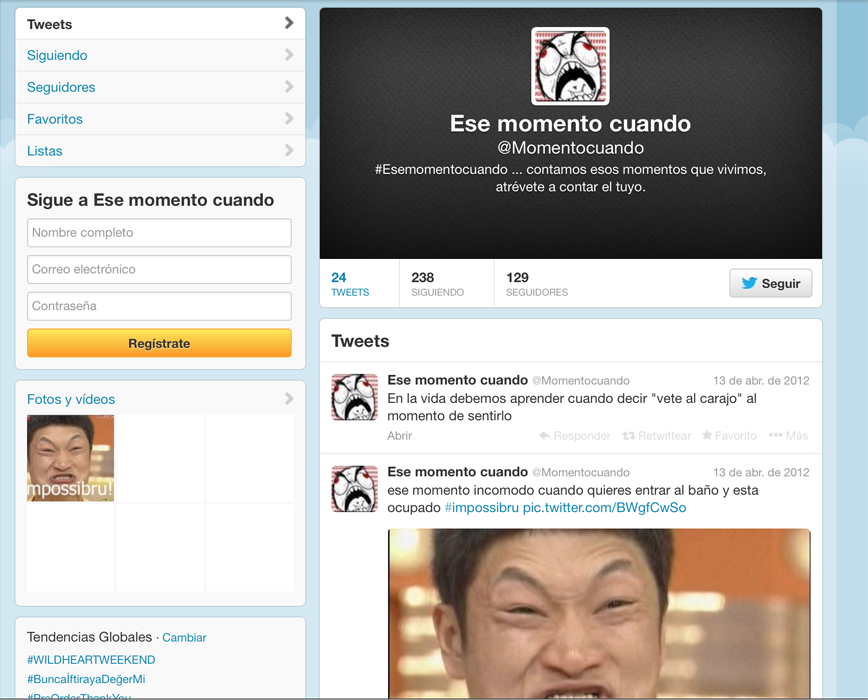 Tweets
Siguiendo
Seguidores
Favoritos
Listas
Sigue a Ese momento cuando
Nombre completo
Correo electrónico
Contraseña
Regístrate
Fotos y vídeos
mpossibru!
Tendencias Globales · Cambiar
#WILDHEARTWEEKEND
#BuncaİftirayaDeğerMi
#PreOrderThankYou
Ese momento cuando
@Momentocuando
#Esemomentocuando ... contamos esos momentos que vivimos,
atrévete a contar el tuyo.
24
TWEETS
238
SIGUIENDO
129
SEGUIDORES
Seguir
Tweets
Ese momento cuando @Momentocuando 13 de abr. de 2012
En la vida debemos aprender cuando decir "vete al carajo" al
momento de sentirlo
Abrir Responder Retwittear Favorito Más
Ese momento cuando @Momentocuando 13 de abr. de 2012
ese momento incomodo cuando quieres entrar al baño y esta
ocupado #impossibru pic.twitter.com/BWgfCwSo